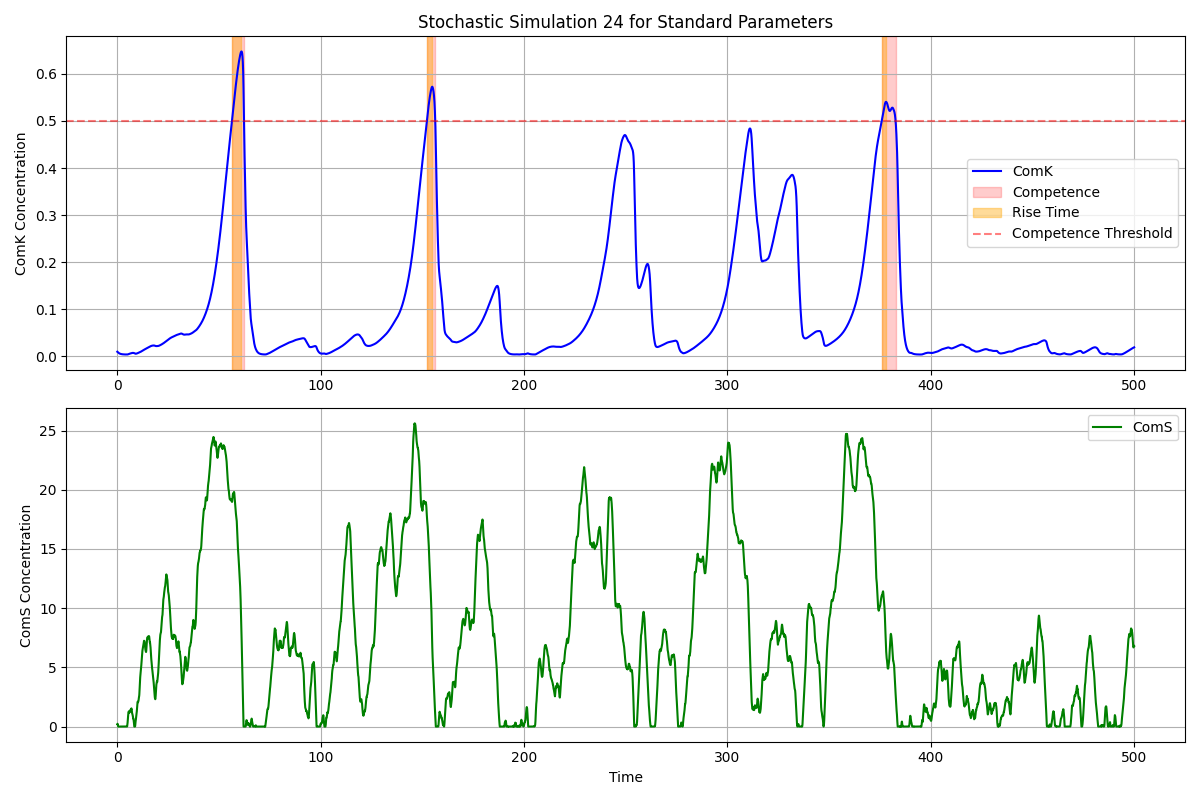 Stochastic Simulation 24 for Standard Parameters
ComK Concentration
0.6
0.5
0.4
0.3
0.2
0.1
0.0
ComK
Competence
Rise Time
Competence Threshold
0 100 200 300 400 500
ComS Concentration
25
20
15
10
5
0
ComS
0 100 200 300 400 500
Time